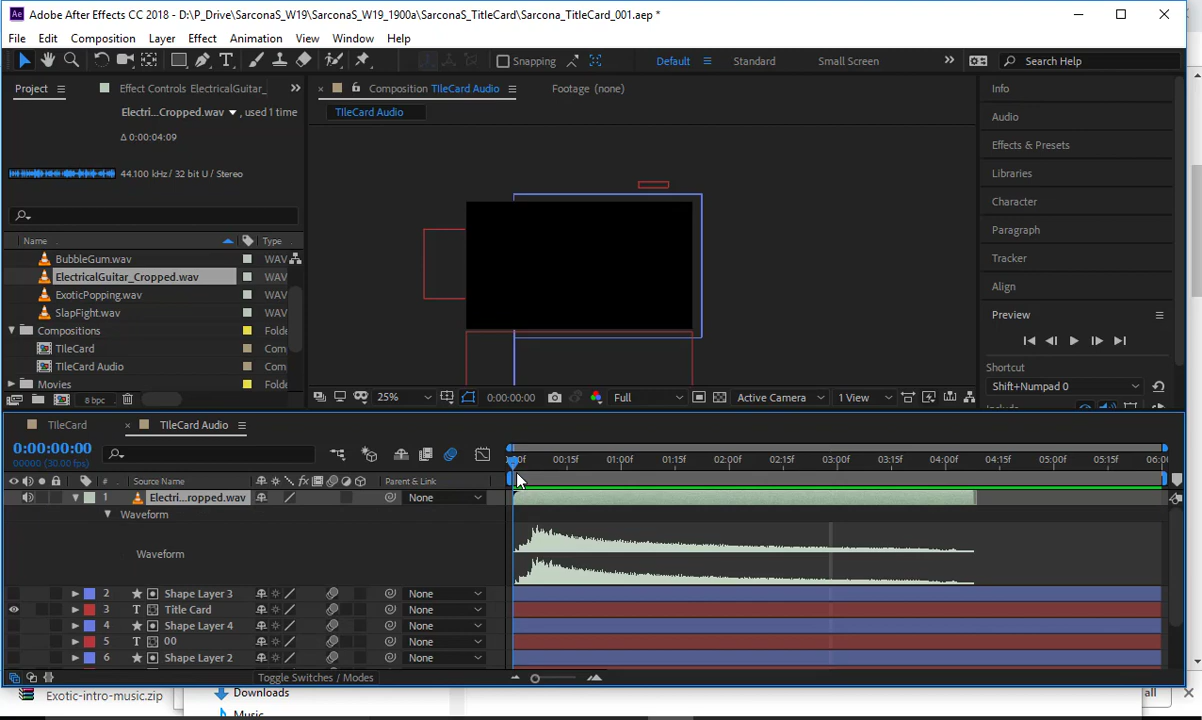 Adobe After Effects CC 2018 - D:\P_Drive\SarconaS_W19\SarconaS_W19_1900a\SarconaS_TitleCard\Sarcona_TitleCard_001.aep *
File Edit Composition Layer Effect Animation View Window Help
Snapping Default Standard Small Screen Search Help
Project Effect Controls ElectricalGuitar_ Composition TIleCard Audio Footage (none) Info
Electri...Cropped.wav , used 1 time TIleCard Audio Audio
Δ 0:00:04:09
Effects & Presets
44.100 kHz / 32 bit U / Stereo Libraries
Character
Name Type Paragraph
BubbleGum.wav WAV Tracker
ElectricalGuitar_Cropped.wav WAV
ExoticPopping.wav WAV Align
SlapFight.wav WAV Preview
Compositions Folde
TIleCard Com
TIleCard Audio Com Shortcut
Movies Folde Shift+Numpad 0
8 bpc 25% 0:00:00:00 Full Active Camera 1 View
TIleCard TIleCard Audio
0:00:00:00
00000 (30.00 fps) 00:15f 01:00f 01:15f 02:00f 02:15f 03:00f 03:15f 04:00f 04:15f 05:00f 05:15f 06:00
# Source Name fx Parent & Link
1 Electri...ropped.wav None
Waveform
Waveform
2 Shape Layer 3 None
3 T Title Card None
4 Shape Layer 4 None
5 T 00 None
6 Shape Layer 2 None
Toggle Switches / Modes
Exotic-intro-music.zip Downloads all
Music